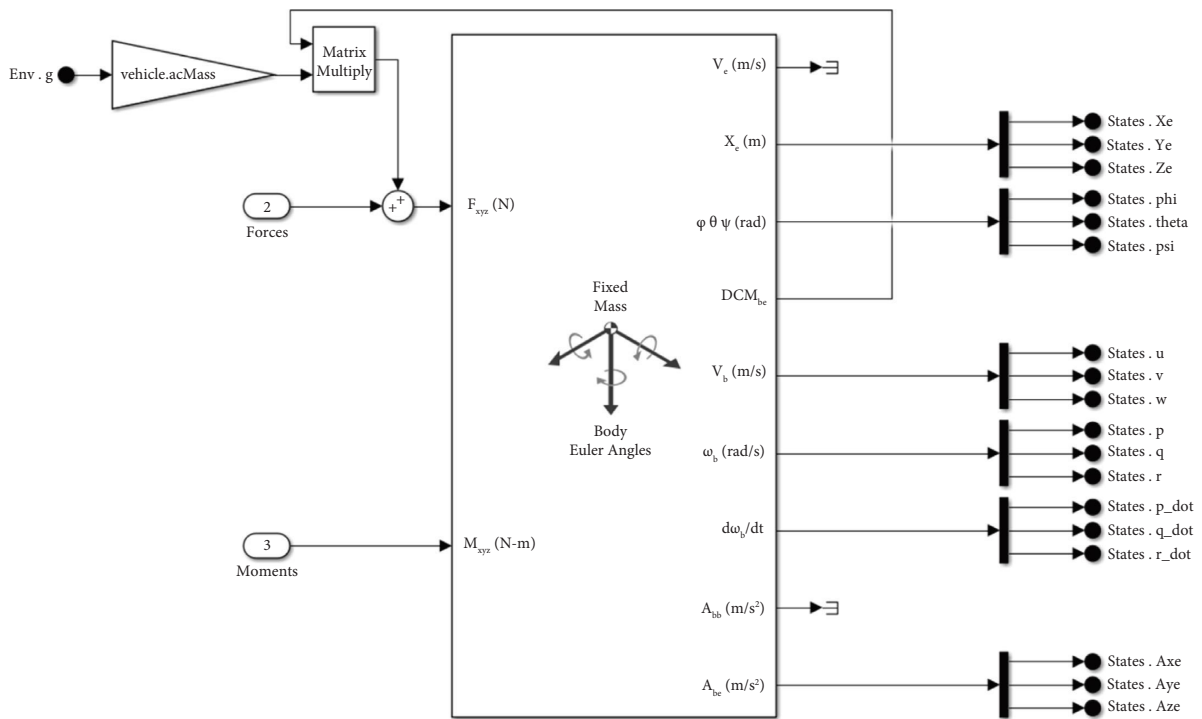 Env . g
vehicle.acMass
Matrix
Multiply
2
Forces
+
+
3
Moments
F_xyz (N)
M_xyz (N-m)
Fixed
Mass
Body
Euler Angles
V_e (m/s)
X_e (m)
φ θ ψ (rad)
DCM_be
V_b (m/s)
ω_b (rad/s)
dω_b/dt
A_bb (m/s²)
A_be (m/s²)
States . Xe
States . Ye
States . Ze
States . phi
States . theta
States . psi
States . u
States . v
States . w
States . p
States . q
States . r
States . p_dot
States . q_dot
States . r_dot
States . Axe
States . Aye
States . Aze